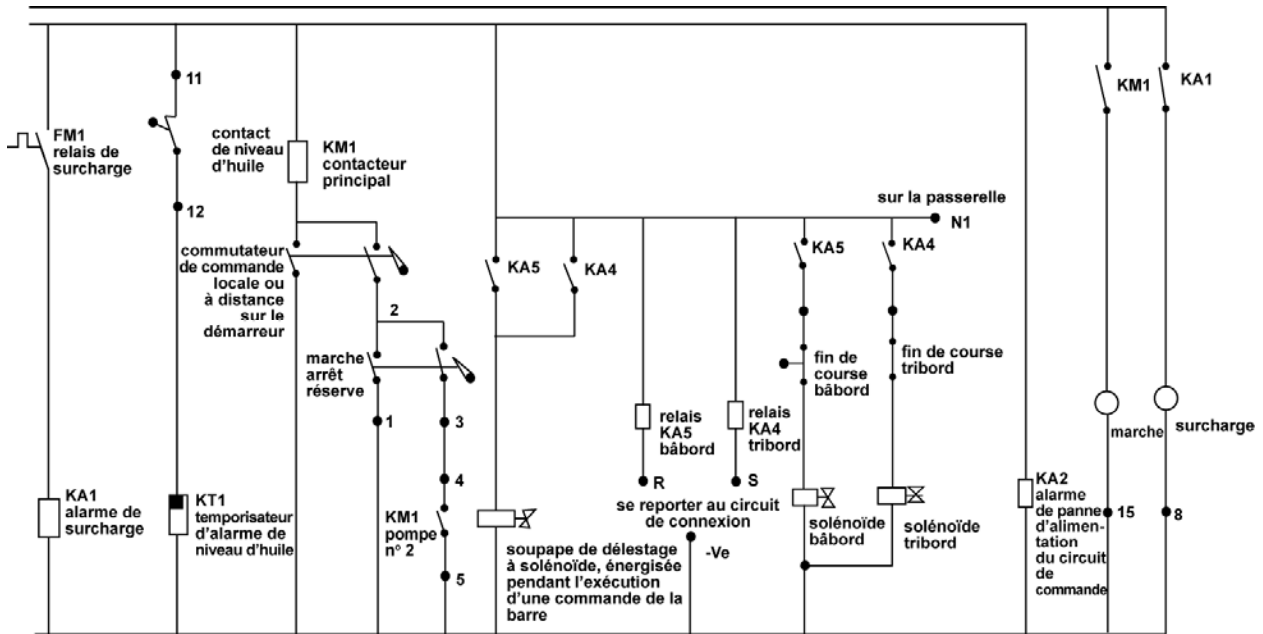 FM1
relais de
surcharge
KA1
alarme de
surcharge
11
12
KT1
temporisateur
d'alarme de
niveau d'huile
contact
de niveau
d'huile
KM1
contacteur
principal
commutateur
de commande
locale ou
à distance
sur le
démarreur
2
marche
arrêt
réserve
1
3
4
KM1
pompe
n° 2
5
KA5
KA4
soupape de délestage
à solénoïde, énergisée
pendant l'exécution
d'une commande de la
barre
sur la passerelle
N1
relais
KA5
bâbord
R
relais
KA4
tribord
S
se reporter au circuit
de connexion
-Ve
KA5
fin de
course
bâbord
solénoïde
bâbord
KA4
fin de course
tribord
solénoïde
tribord
KA2
alarme
de panne
d'alimen-
tation
du circuit
de
commande
KM1
marche
15
KA1
surcharge
8